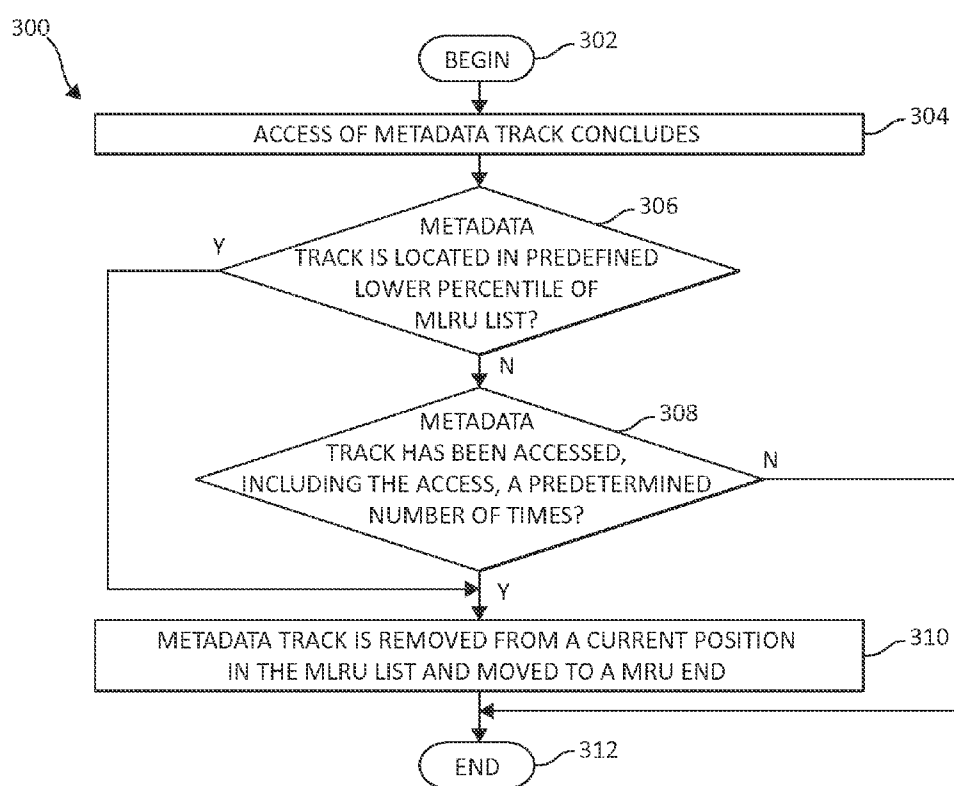 300
BEGIN
302
ACCESS OF METADATA TRACK CONCLUDES
304
METADATA
TRACK IS LOCATED IN PREDEFINED
LOWER PERCENTILE OF
MLRU LIST?
306
Y
N
METADATA
TRACK HAS BEEN ACCESSED,
INCLUDING THE ACCESS, A PREDETERMINED
NUMBER OF TIMES?
308
N
Y
METADATA TRACK IS REMOVED FROM A CURRENT POSITION
IN THE MLRU LIST AND MOVED TO A MRU END
310
END
312